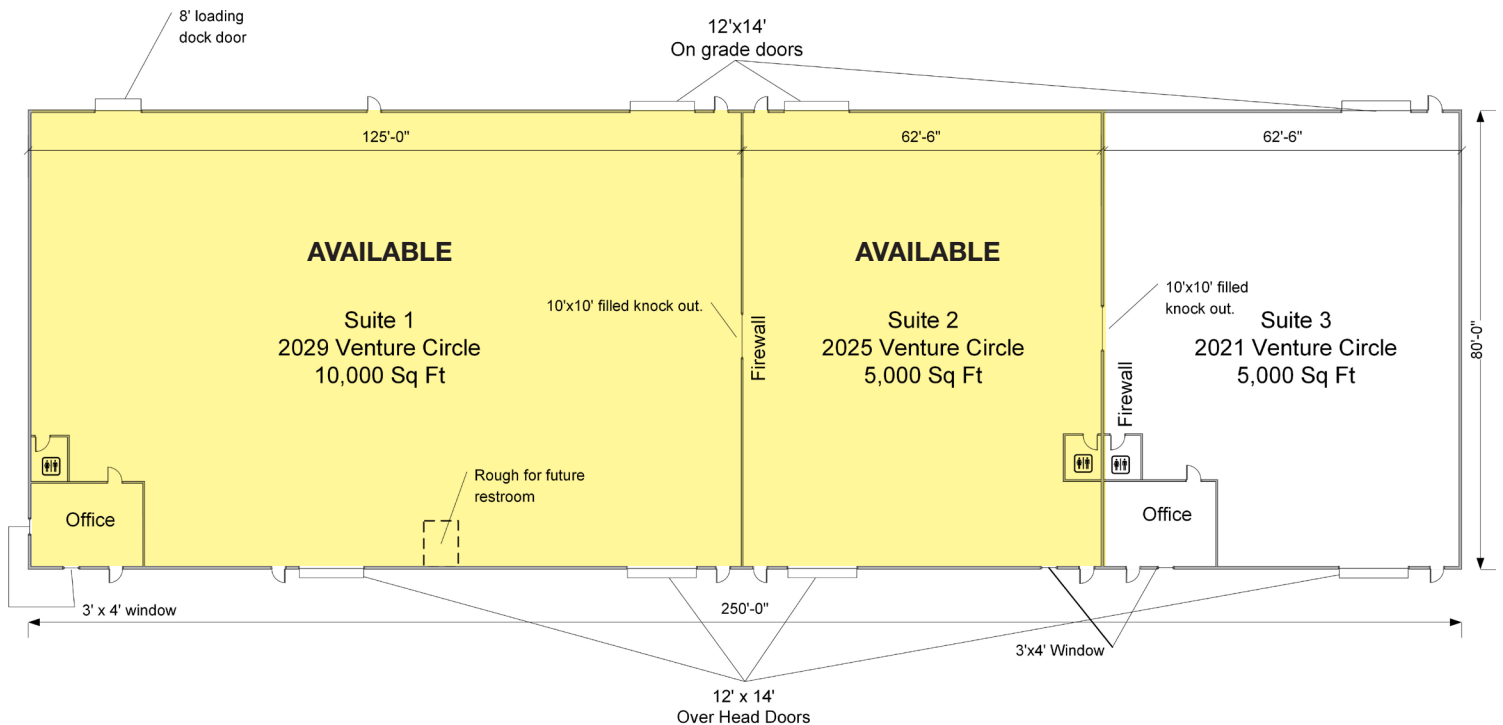 8' loading
dock door
12'x14'
On grade doors
125'-0"
62'-6"
62'-6"
AVAILABLE
AVAILABLE
10'x10' filled knock out.
10'x10' filled
knock out.
Suite 1
2029 Venture Circle
10,000 Sq Ft
Firewall
Suite 2
2025 Venture Circle
5,000 Sq Ft
Firewall
Suite 3
2021 Venture Circle
5,000 Sq Ft
80'-0"
Rough for future
restroom
Office
Office
3' x 4' window
250'-0"
3'x4' Window
12' x 14'
Over Head Doors